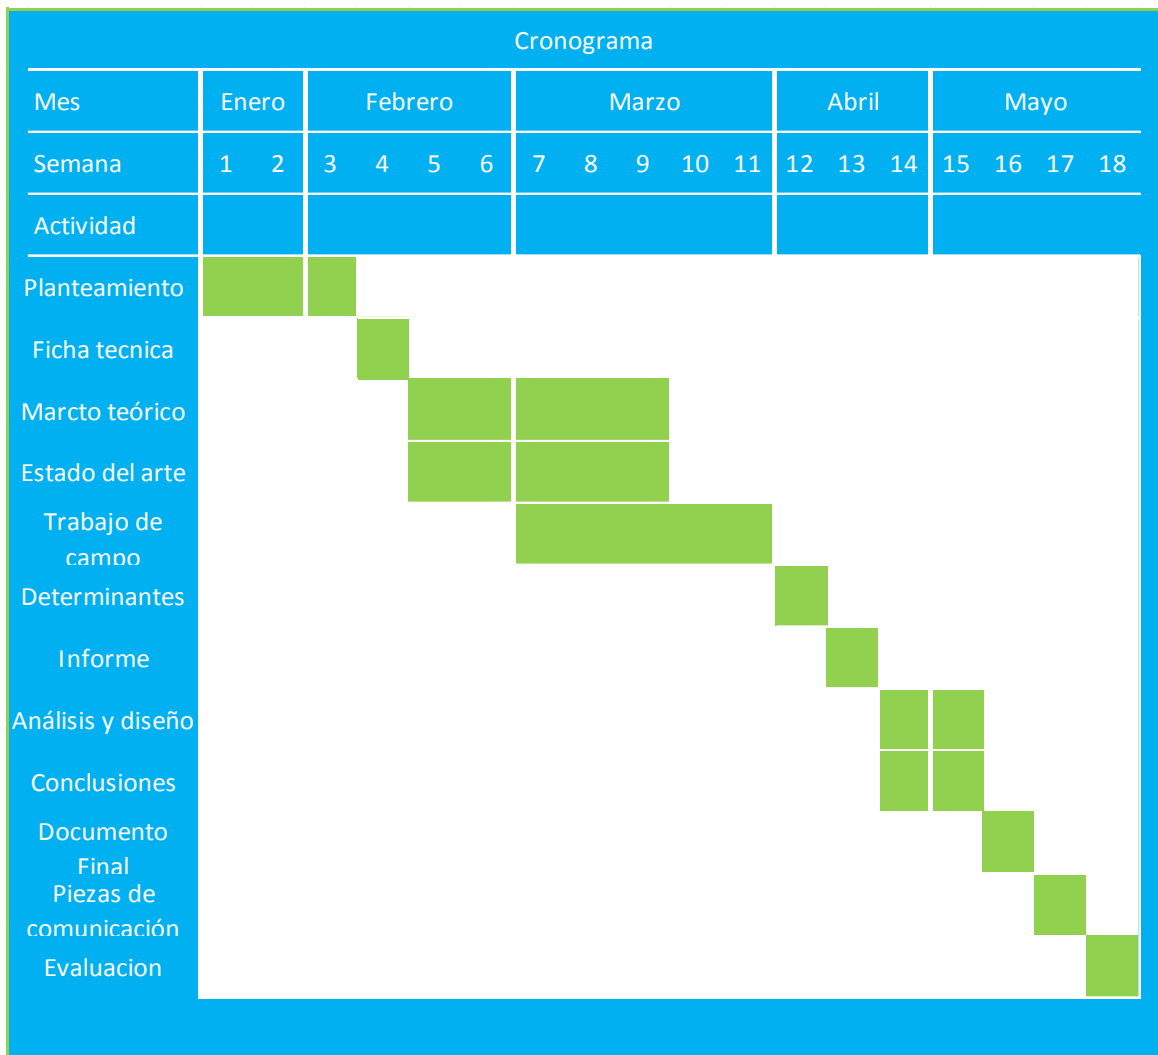 Cronograma
Mes Enero Febrero Marzo Abril Mayo
Semana 1 2 3 4 5 6 7 8 9 10 11 12 13 14 15 16 17 18
Actividad
Planteamiento
Ficha tecnica
Marcto teórico
Estado del arte
Trabajo de
campo
Determinantes
Informe
Análisis y diseño
Conclusiones
Documento
Final
Piezas de
comunicación
Evaluacion